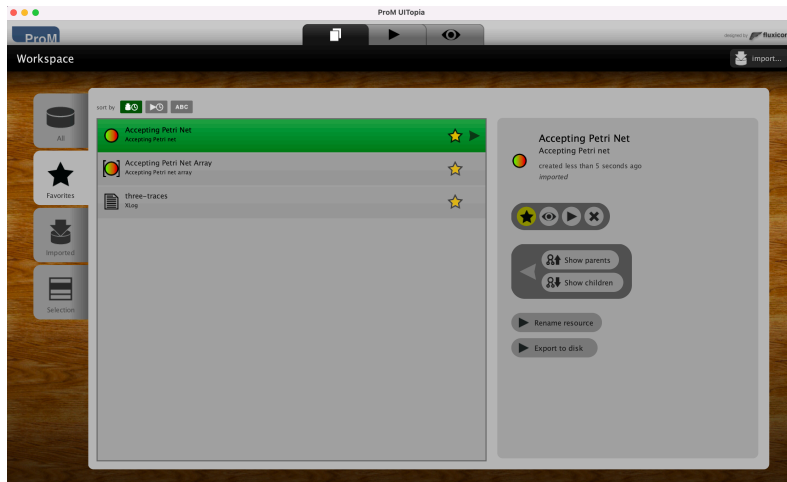 ProM UITopia
ProM
designed by fluxicon
Workspace
import...
All
Favorites
Imported
Selection
sort by
ABC
Accepting Petri Net
Accepting Petri net
Accepting Petri Net Array
Accepting Petri net array
three-traces
XLog
Accepting Petri Net
Accepting Petri net
created less than 5 seconds ago
imported
Show parents
Show children
Rename resource
Export to disk